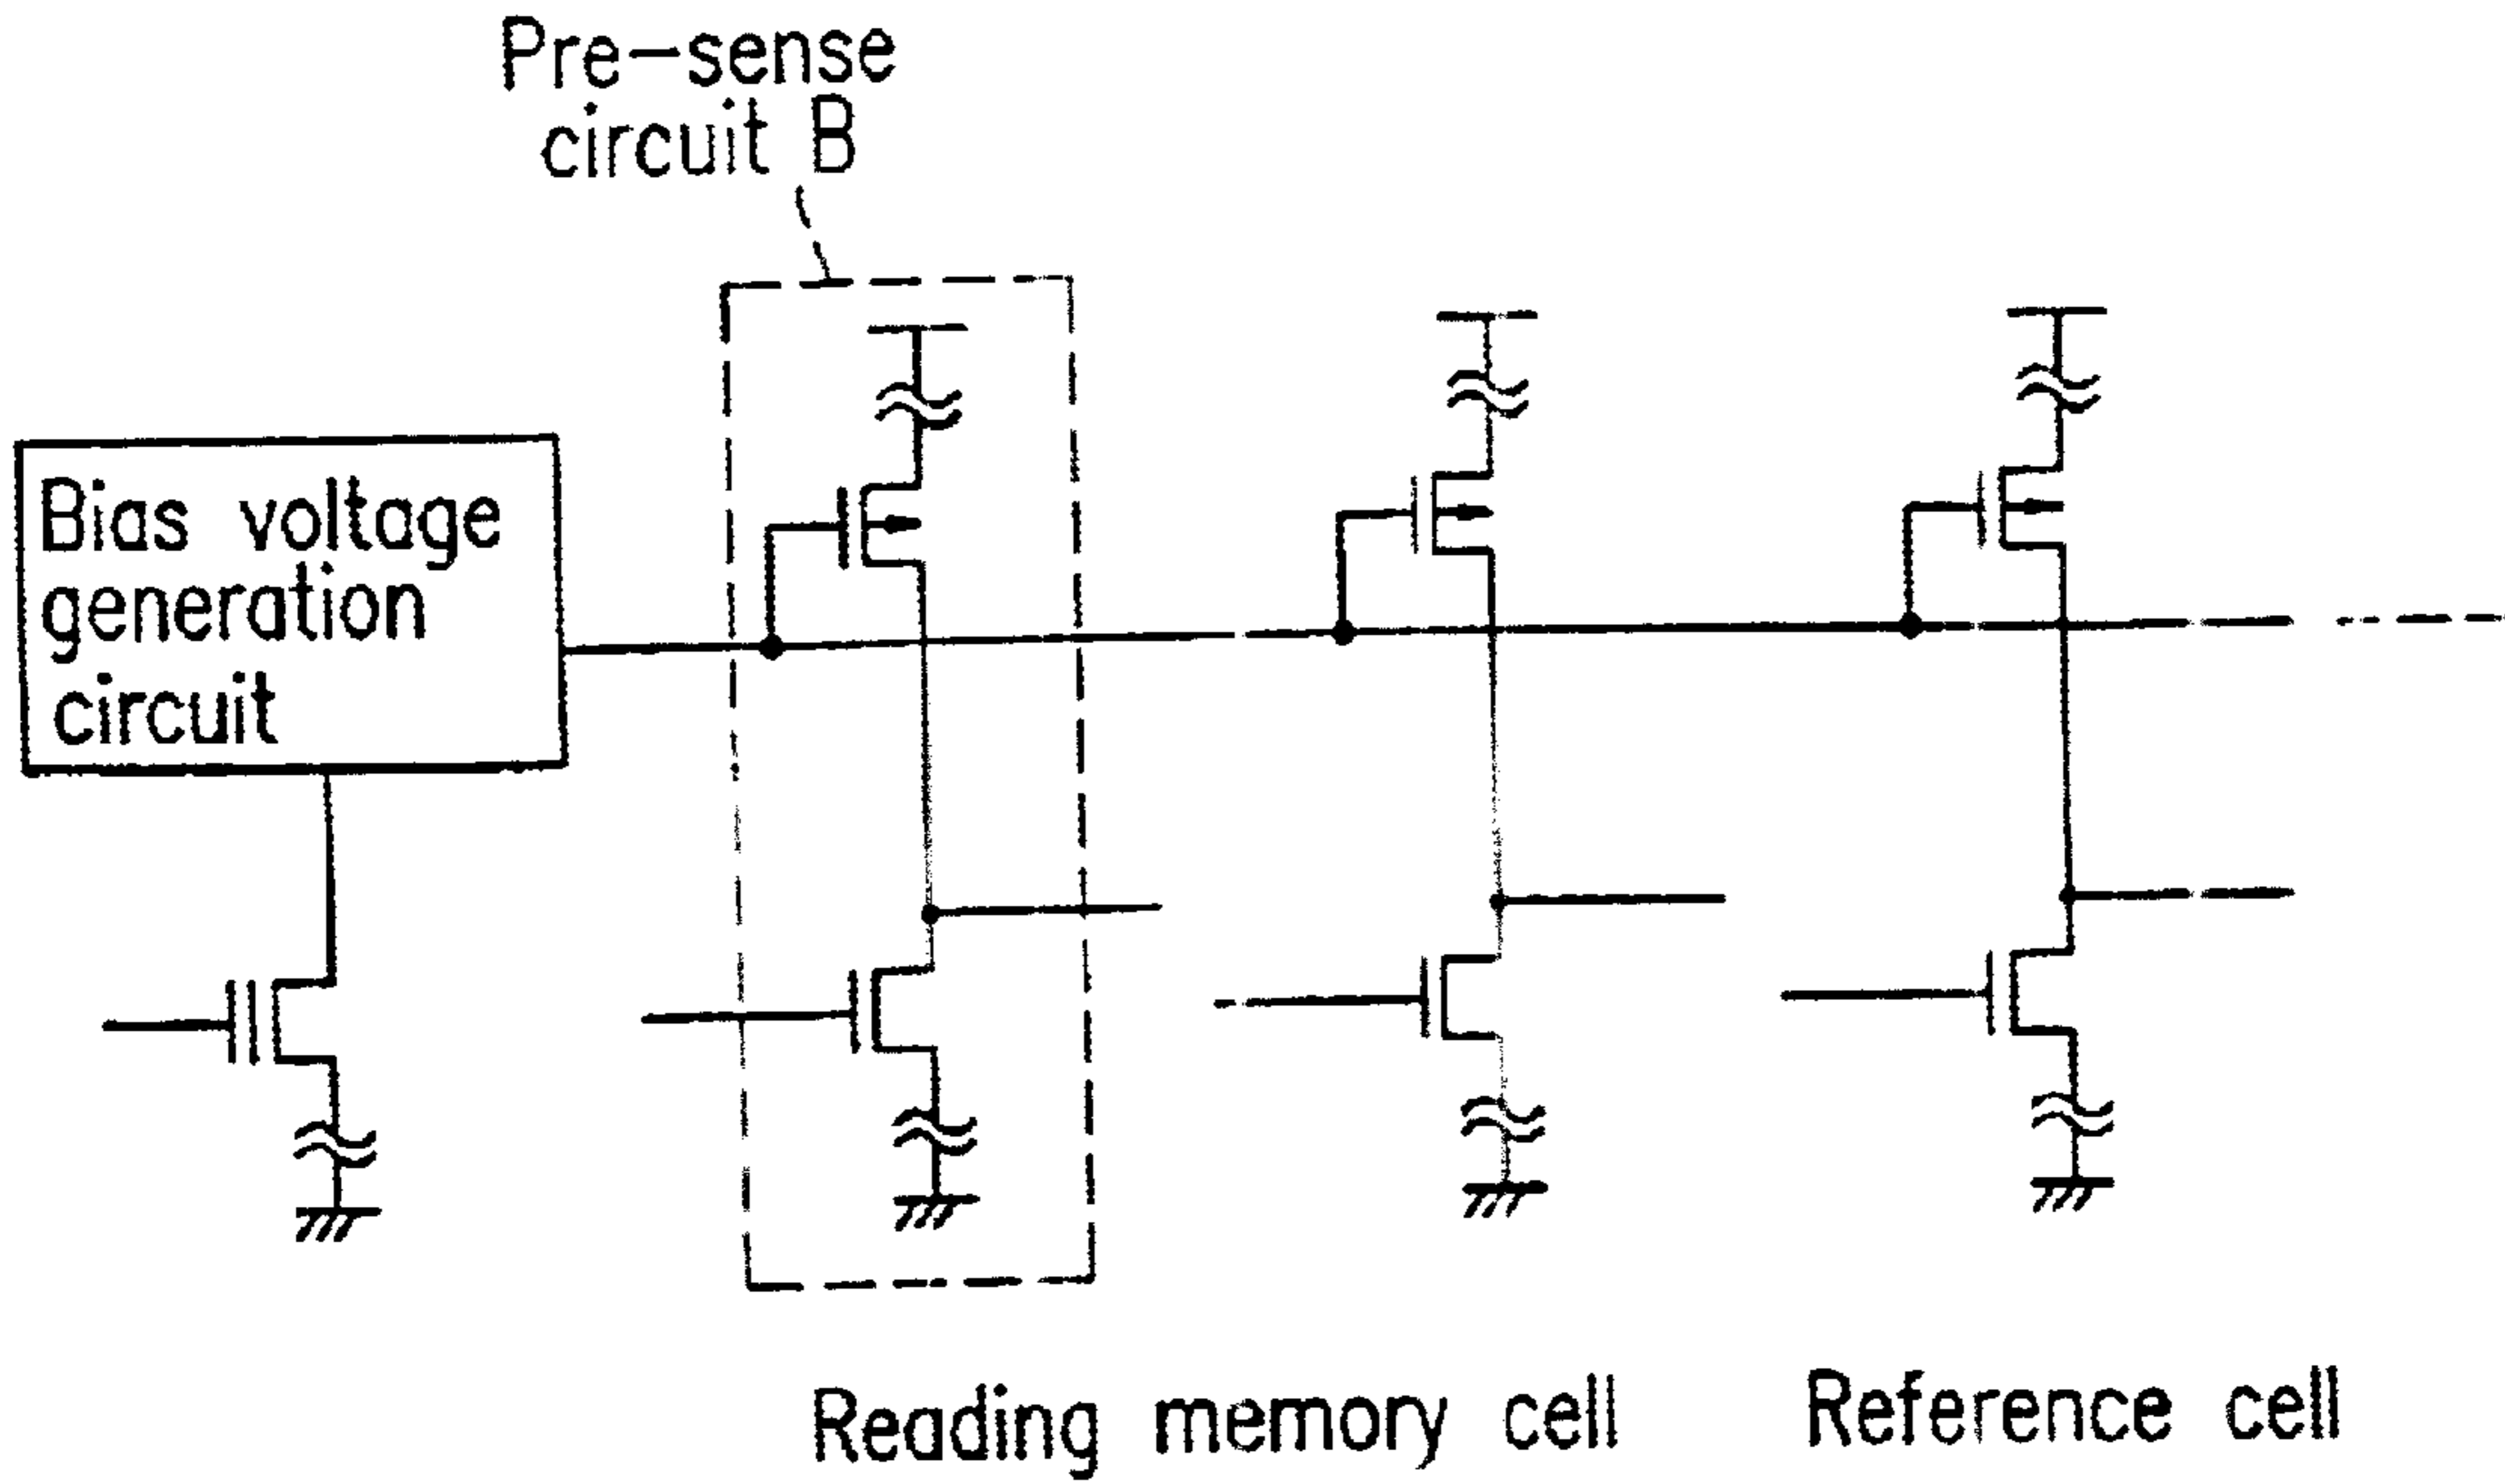 Pre-sense
circuit B
Bias voltage
generation
circuit
Reading memory cell
Reference cell